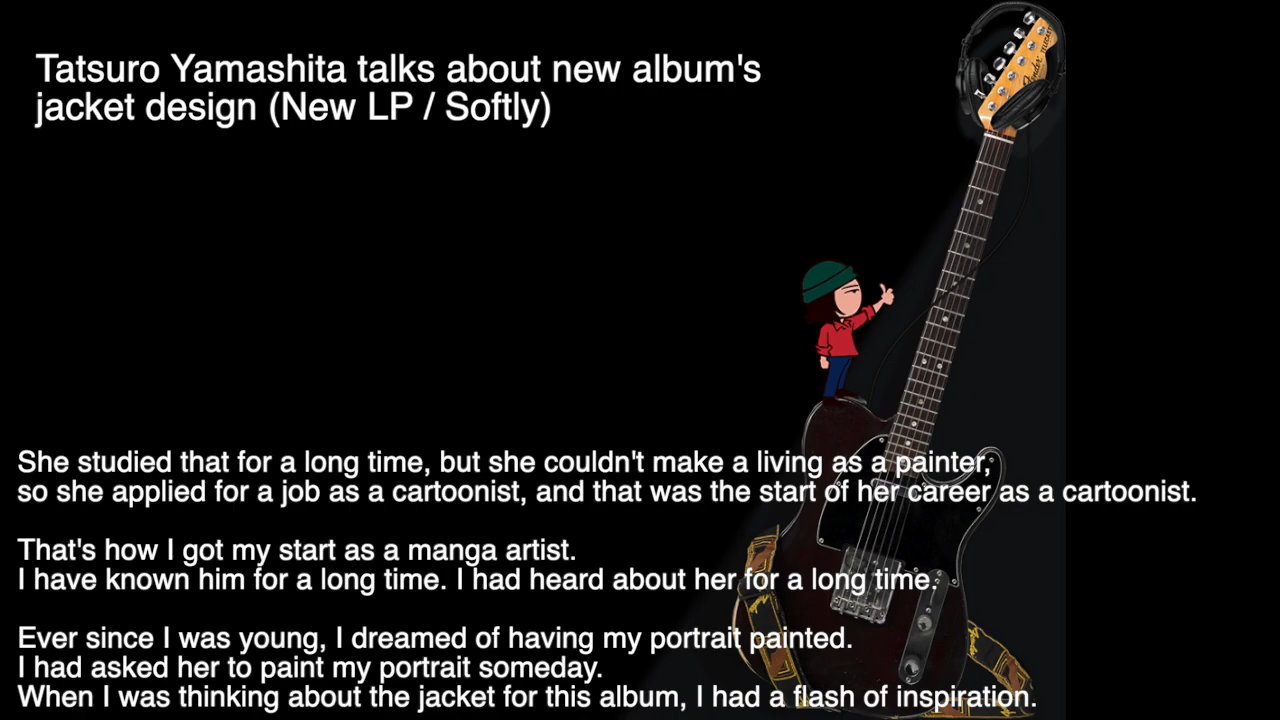 Tatsuro Yamashita talks about new album's
jacket design (New LP / Softly)
Fender TELECASTER
She studied that for a long time, but she couldn't make a living as a painter,
so she applied for a job as a cartoonist, and that was the start of her career as a cartoonist.
That's how I got my start as a manga artist.
I have known him for a long time. I had heard about her for a long time.
Ever since I was young, I dreamed of having my portrait painted.
I had asked her to paint my portrait someday.
When I was thinking about the jacket for this album, I had a flash of inspiration.